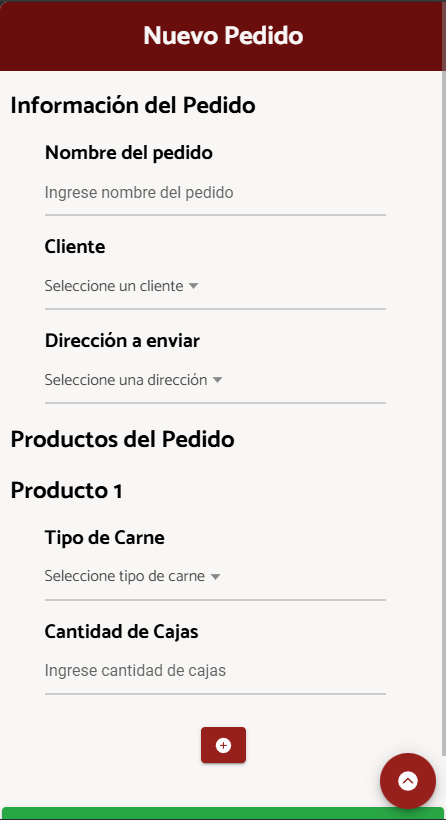 Nuevo Pedido
Información del Pedido
Nombre del pedido
Ingrese nombre del pedido
Cliente
Seleccione un cliente
Dirección a enviar
Seleccione una dirección
Productos del Pedido
Producto 1
Tipo de Carne
Seleccione tipo de carne
Cantidad de Cajas
Ingrese cantidad de cajas